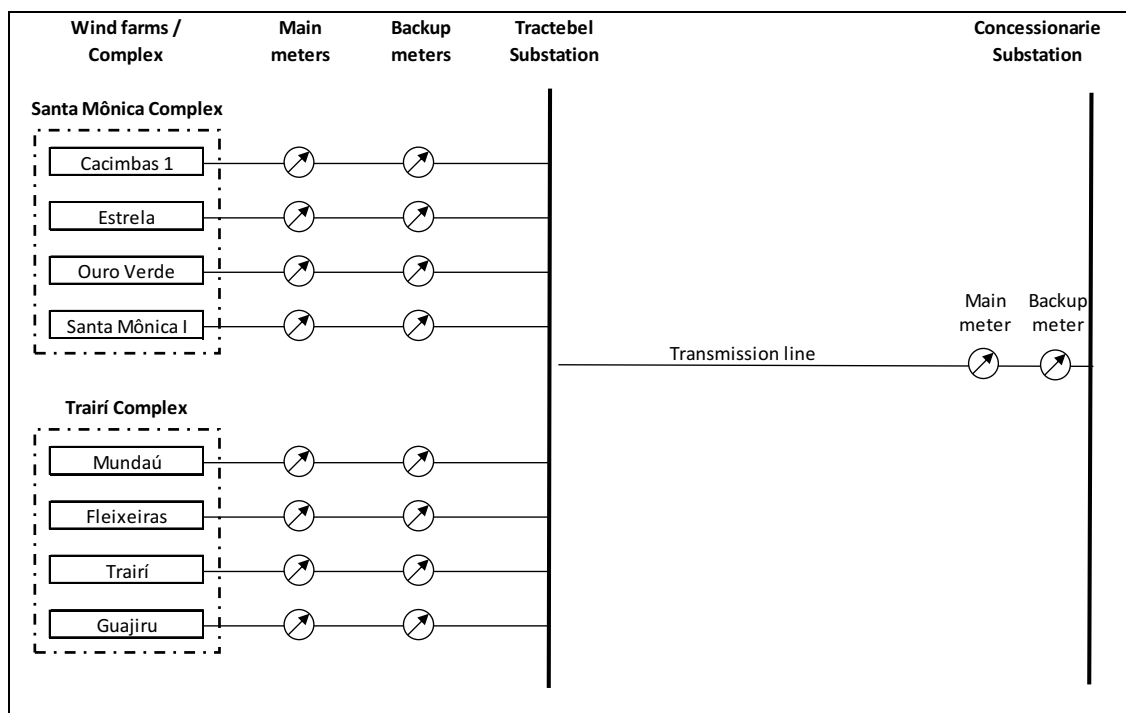 Wind farms /
Complex
Main
meters
Backup
meters
Tractebel
Substation
Concessionarie
Substation
Santa Mônica Complex
Cacimbas 1
Estrela
Ouro Verde
Santa Mônica I
Main
meter
Backup
meter
Transmission line
Trairí Complex
Mundaú
Fleixeiras
Trairí
Guajiru